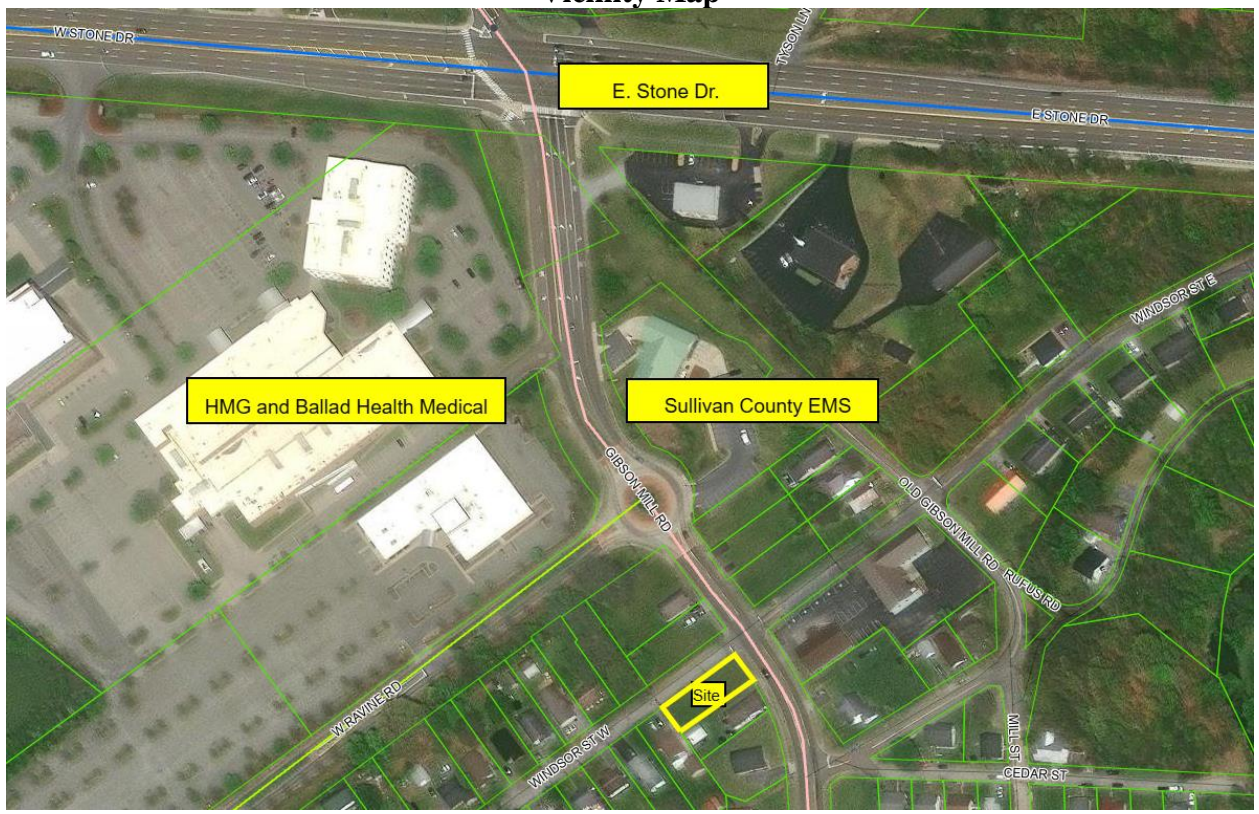 Vicinity Map
W STONE DR
TYSON LN
E. Stone Dr.
E STONE DR
WINDSOR ST E
HMG and Ballad Health Medical
Sullivan County EMS
GIBSON MILL RD
OLD GIBSON MILL RD
RUFUS RD
W RAVINE RD
Site
WINDSOR ST W
MILL ST
CEDAR ST